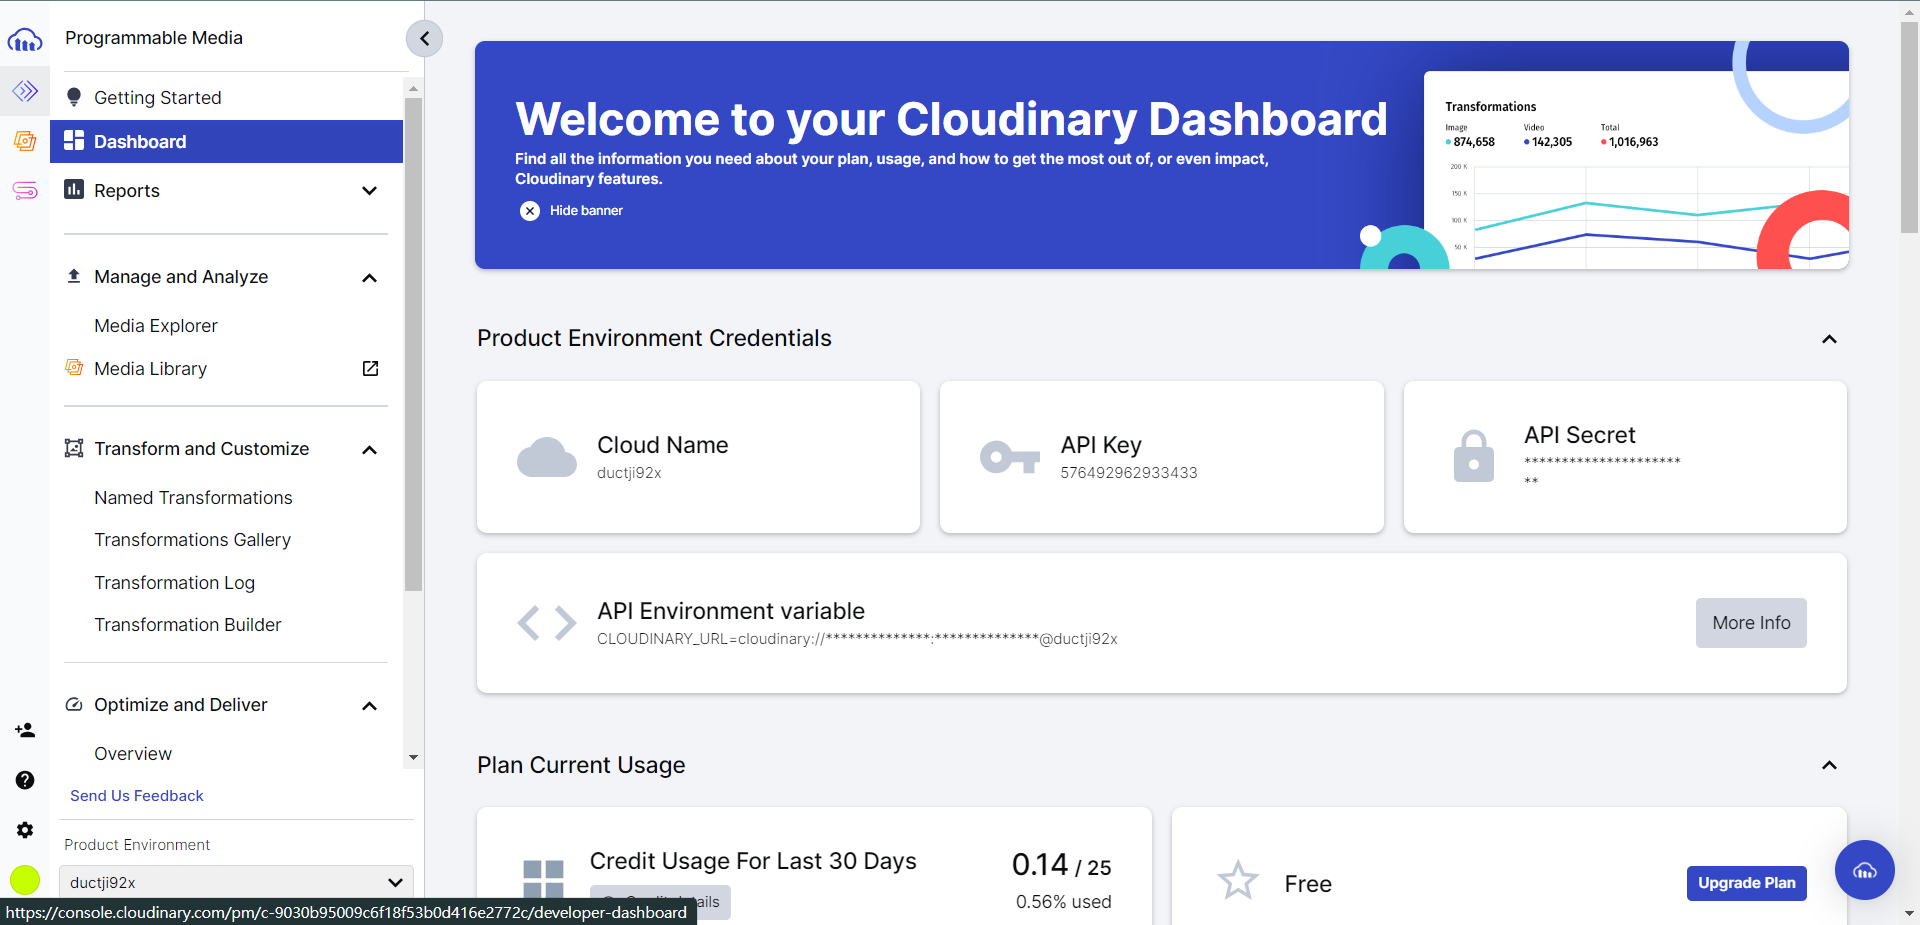 Programmable Media
Getting Started
Dashboard
Reports
Manage and Analyze
Media Explorer
Media Library
Transform and Customize
Named Transformations
Transformations Gallery
Transformation Log
Transformation Builder
Optimize and Deliver
Overview
Send Us Feedback
Product Environment
ductji92x
https://console.cloudinary.com/pm/c-9030b95009c6f18f53b0d416e2772c/developer-dashboard
Welcome to your Cloudinary Dashboard
Find all the information you need about your plan, usage, and how to get the most out of, or even impact,
Cloudinary features.
Hide banner
Transformations
Image Video Total
874,658 142,305 1,016,963
200 K
150 K
100 K
50 K
Product Environment Credentials
Cloud Name
ductji92x
API Key
576492962933433
API Secret
*********************
**
API Environment variable
CLOUDINARY_URL=cloudinary://**************:**************@ductji92x
More Info
Plan Current Usage
Credit Usage For Last 30 Days
0.14 / 25
0.56% used
Free
Upgrade Plan